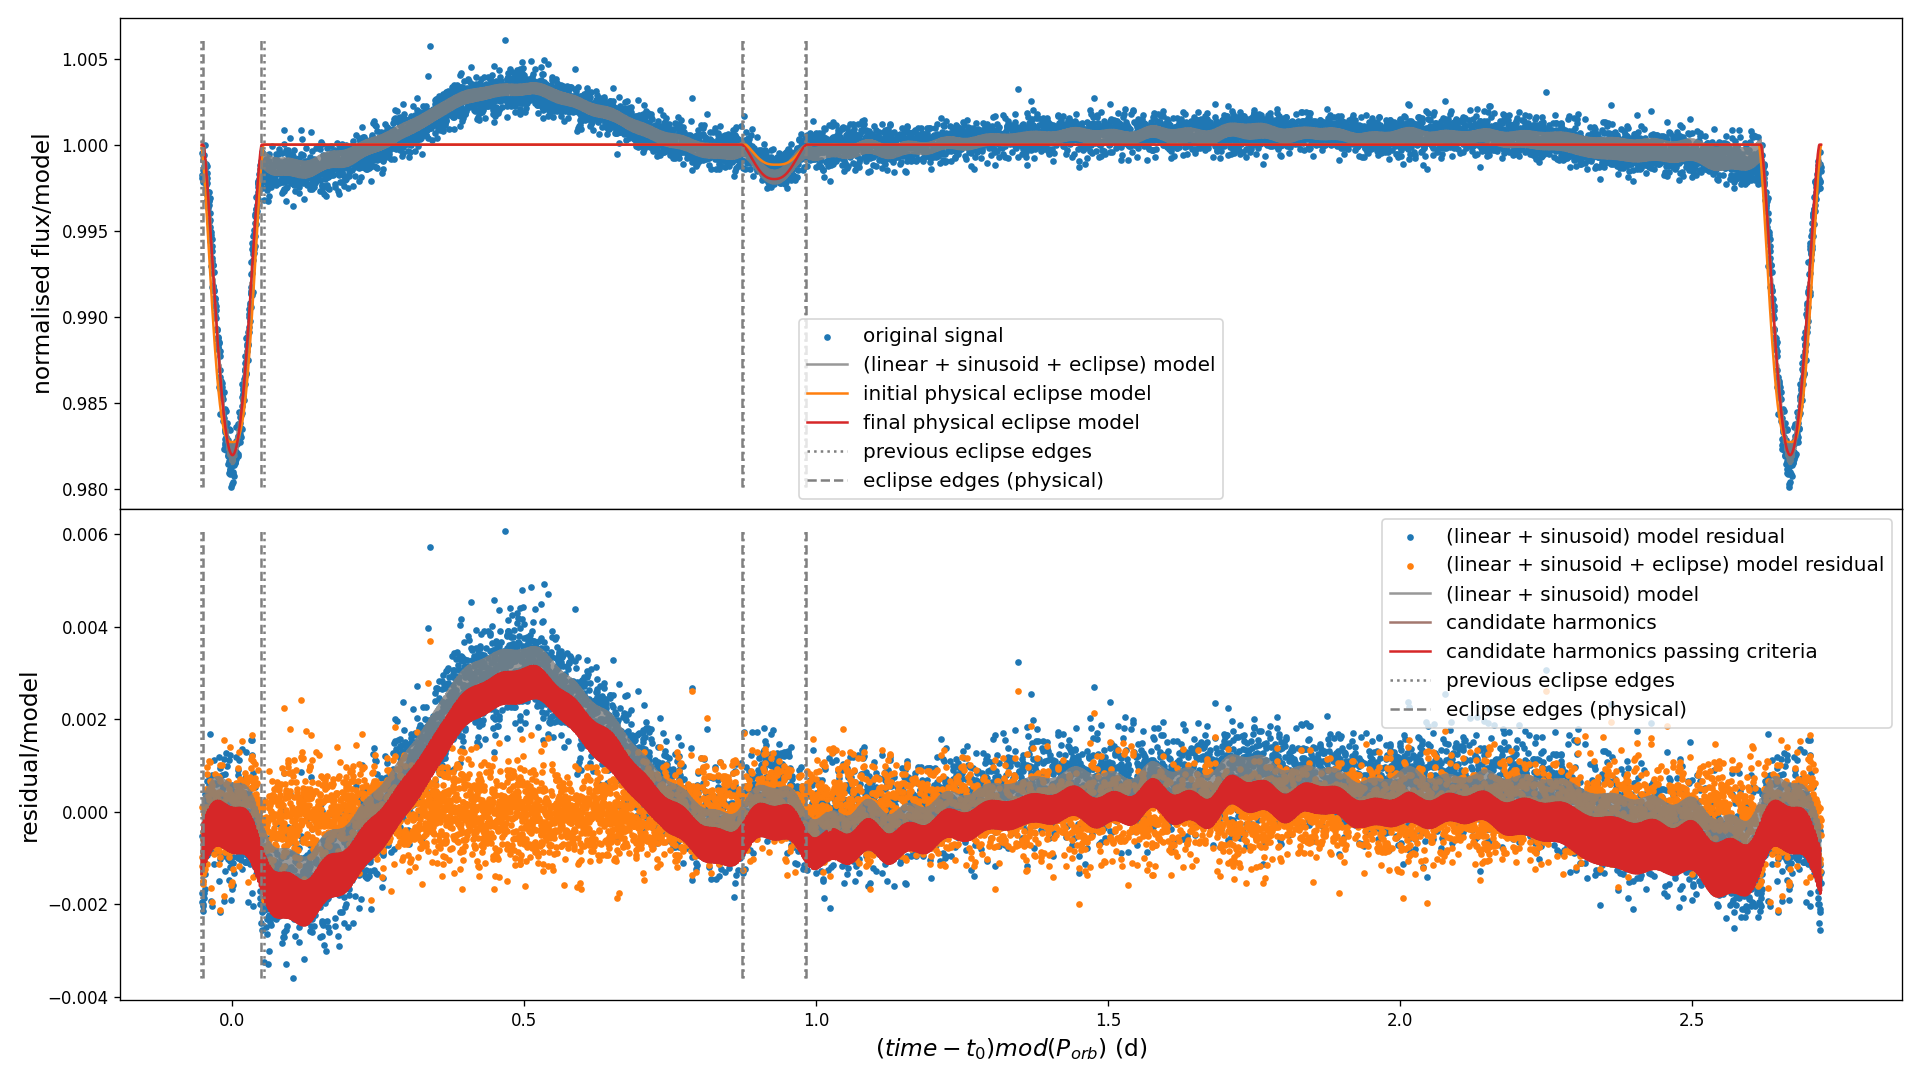 normalised flux/model
1.005
1.000
0.995
0.990
0.985
0.980
original signal
(linear + sinusoid + eclipse) model
initial physical eclipse model
final physical eclipse model
previous eclipse edges
eclipse edges (physical)
residual/model
0.006
0.004
0.002
0.000
−0.002
−0.004
(linear + sinusoid) model residual
(linear + sinusoid + eclipse) model residual
(linear + sinusoid) model
candidate harmonics
candidate harmonics passing criteria
previous eclipse edges
eclipse edges (physical)
0.0 0.5 1.0 1.5 2.0 2.5
(time − t₀)mod(P_orb) (d)